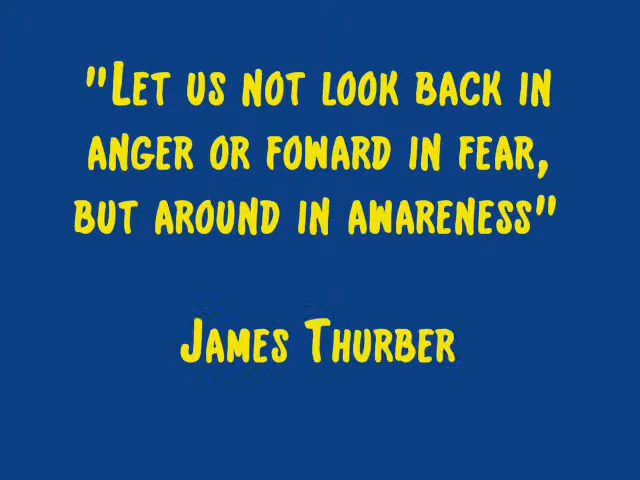 "Let us not look back in
anger or foward in fear,
but around in awareness"
James Thurber